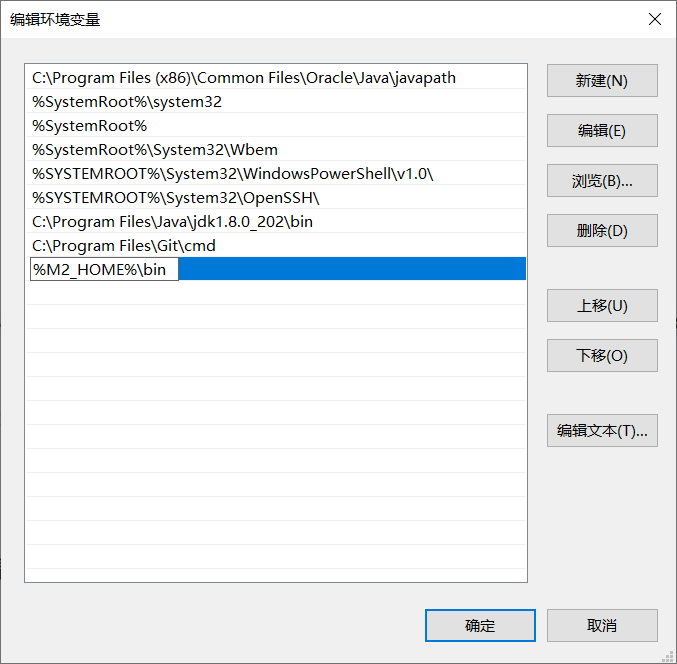 编辑环境变量
C:\Program Files (x86)\Common Files\Oracle\Java\javapath
%SystemRoot%\system32
%SystemRoot%
%SystemRoot%\System32\Wbem
%SYSTEMROOT%\System32\WindowsPowerShell\v1.0\
%SYSTEMROOT%\System32\OpenSSH\
C:\Program Files\Java\jdk1.8.0_202\bin
C:\Program Files\Git\cmd
%M2_HOME%\bin
新建(N)
编辑(E)
浏览(B)...
删除(D)
上移(U)
下移(O)
编辑文本(T)...
确定
取消